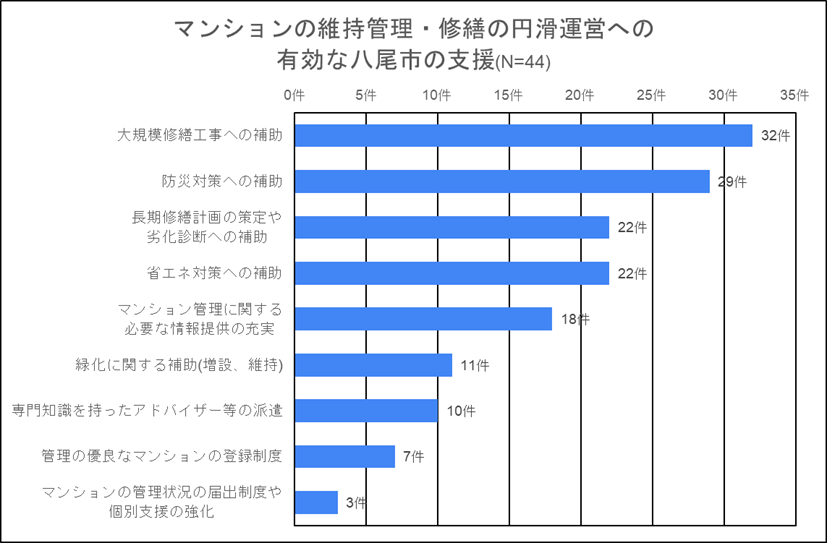 マンションの維持管理・修繕の円滑運営への
有効な八尾市の支援(N=44)
0件 5件 10件 15件 20件 25件 30件 35件
大規模修繕工事への補助 32件
防災対策への補助 29件
長期修繕計画の策定や
劣化診断への補助 22件
省エネ対策への補助 22件
マンション管理に関する
必要な情報提供の充実 18件
緑化に関する補助(増設、維持) 11件
専門知識を持ったアドバイザー等の派遣 10件
管理の優良なマンションの登録制度 7件
マンションの管理状況の届出制度や
個別支援の強化 3件